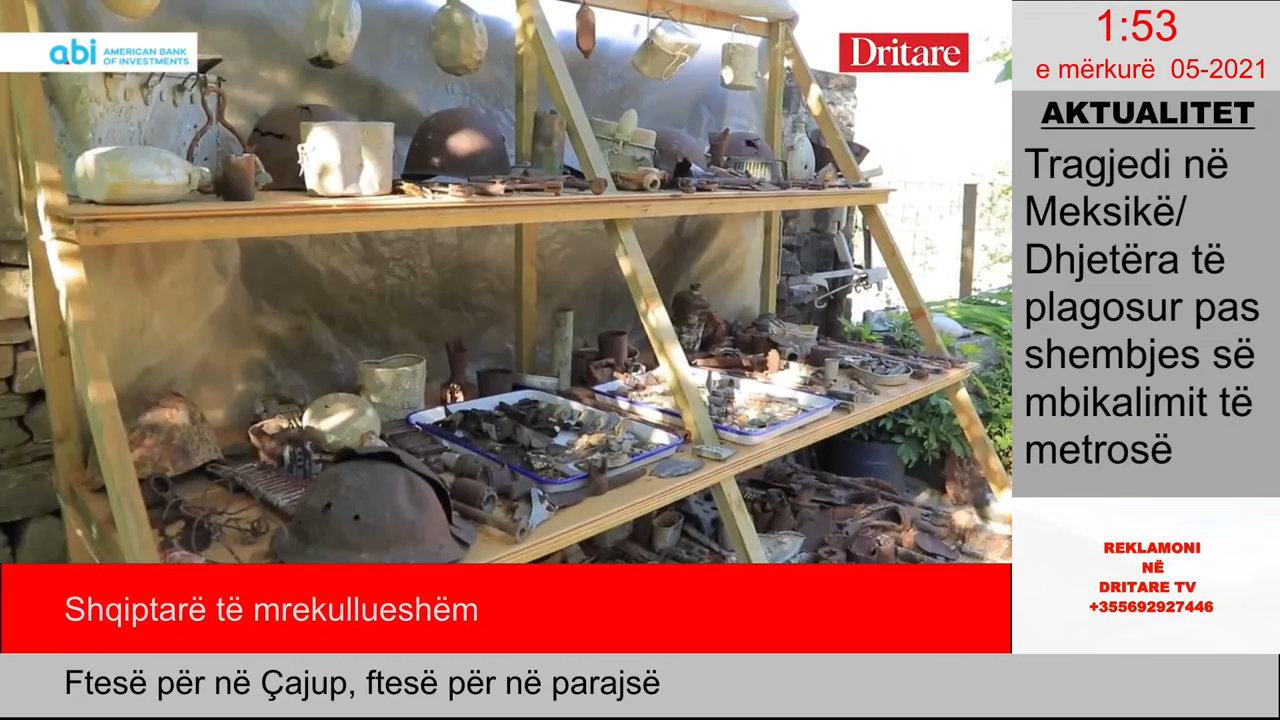 abi AMERICAN BANK
OF INVESTMENTS
Dritare
1:53
e mërkurë 05-2021
AKTUALITET
Tragjedi në
Meksikë/
Dhjetëra të
plagosur pas
shembjes së
mbikalimit të
metrosë
REKLAMONI
NË
DRITARE TV
+355692927446
Shqiptarë të mrekullueshëm
Ftesë për në Çajup, ftesë për në parajsë